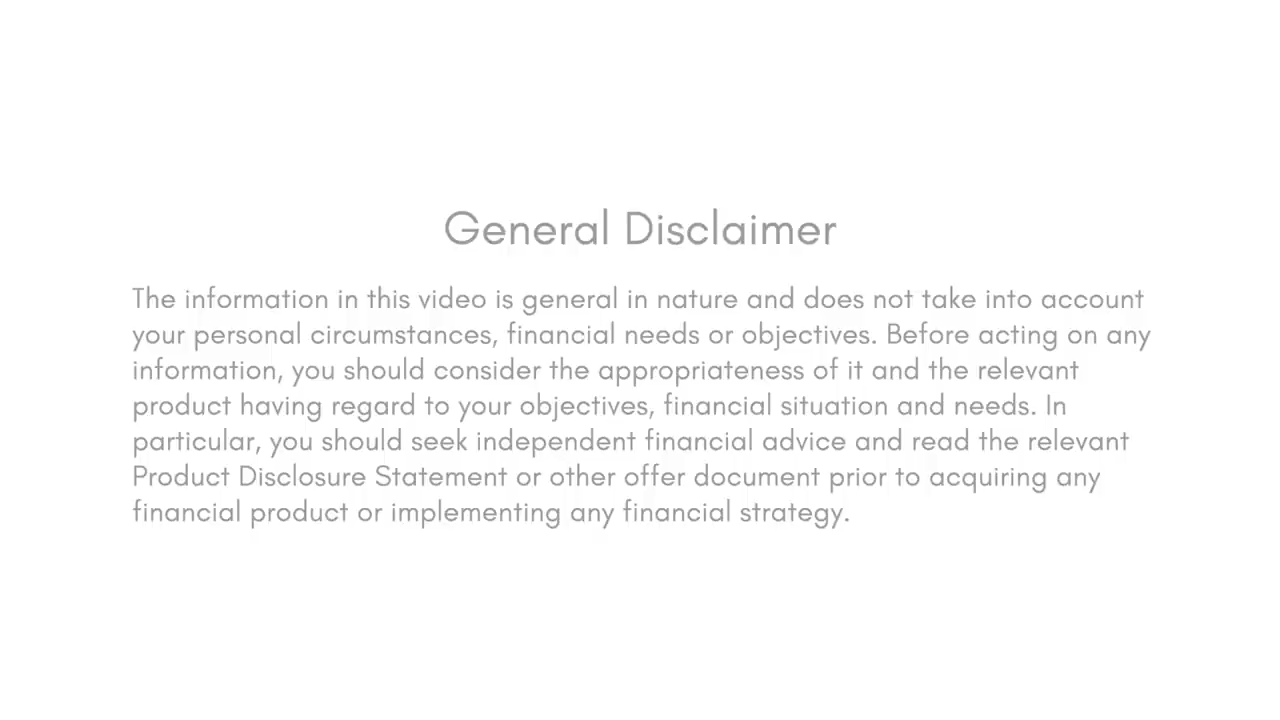 General Disclaimer
The information in this video is general in nature and does not take into account
your personal circumstances, financial needs or objectives. Before acting on any
information, you should consider the appropriateness of it and the relevant
product having regard to your objectives, financial situation and needs. In
particular, you should seek independent financial advice and read the relevant
Product Disclosure Statement or other offer document prior to acquiring any
financial product or implementing any financial strategy.